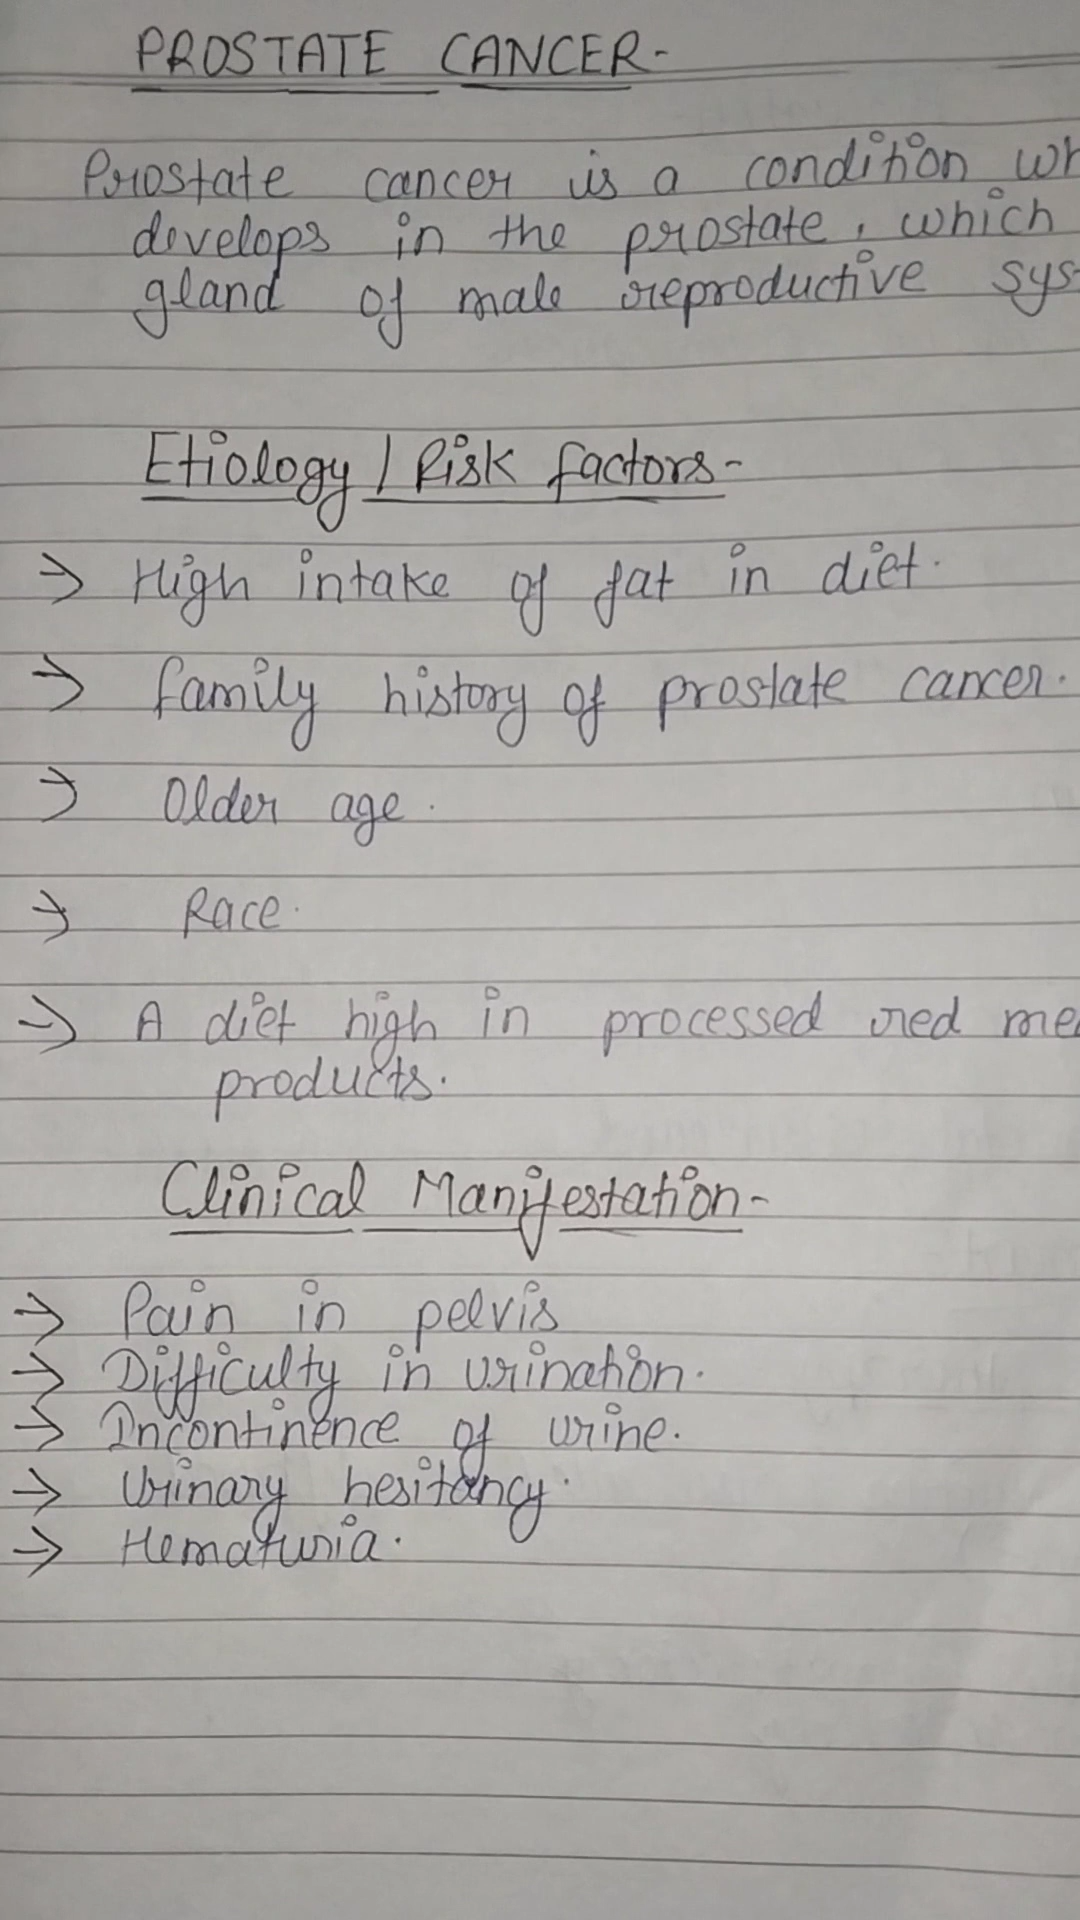 PROSTATE CANCER-
Prostate cancer is a condition
develops in the prostate, which
gland of male reproductive
Etiology / Risk factors-
→ High intake of fat in diet.
→ family history of prostate cancer.
→ Older age.
→ Race.
→ A diet high in processed red
products.
Clinical Manifestation-
→ Pain in pelvis
→ Difficulty in urination.
→ Incontinence of urine.
→ Urinary hesitancy.
→ Hematuria.